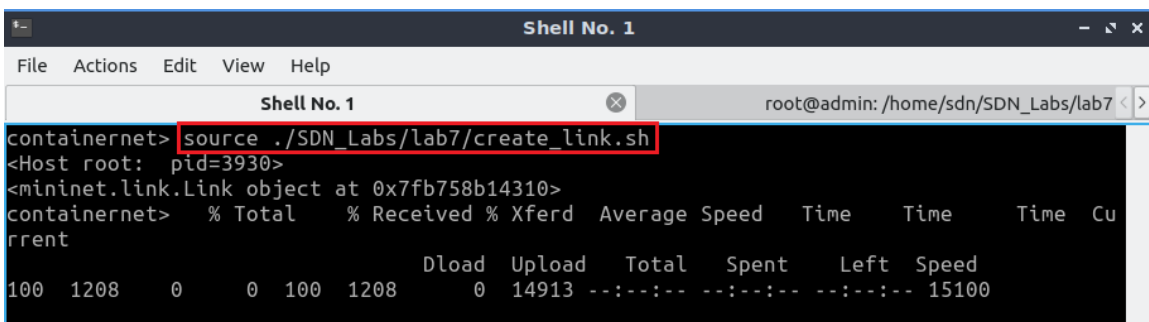 Shell No. 1
File Actions Edit View Help
Shell No. 1 root@admin: /home/sdn/SDN_Labs/lab7
containernet> source ./SDN_Labs/lab7/create_link.sh
<Host root:  pid=3930>
<mininet.link.Link object at 0x7fb758b14310>
containernet>   % Total    % Received % Xferd  Average Speed   Time    Time     Time  Cu
rrent
                                 Dload  Upload   Total   Spent    Left  Speed
100  1208    0     0  100  1208      0  14913 --:--:-- --:--:-- --:--:-- 15100